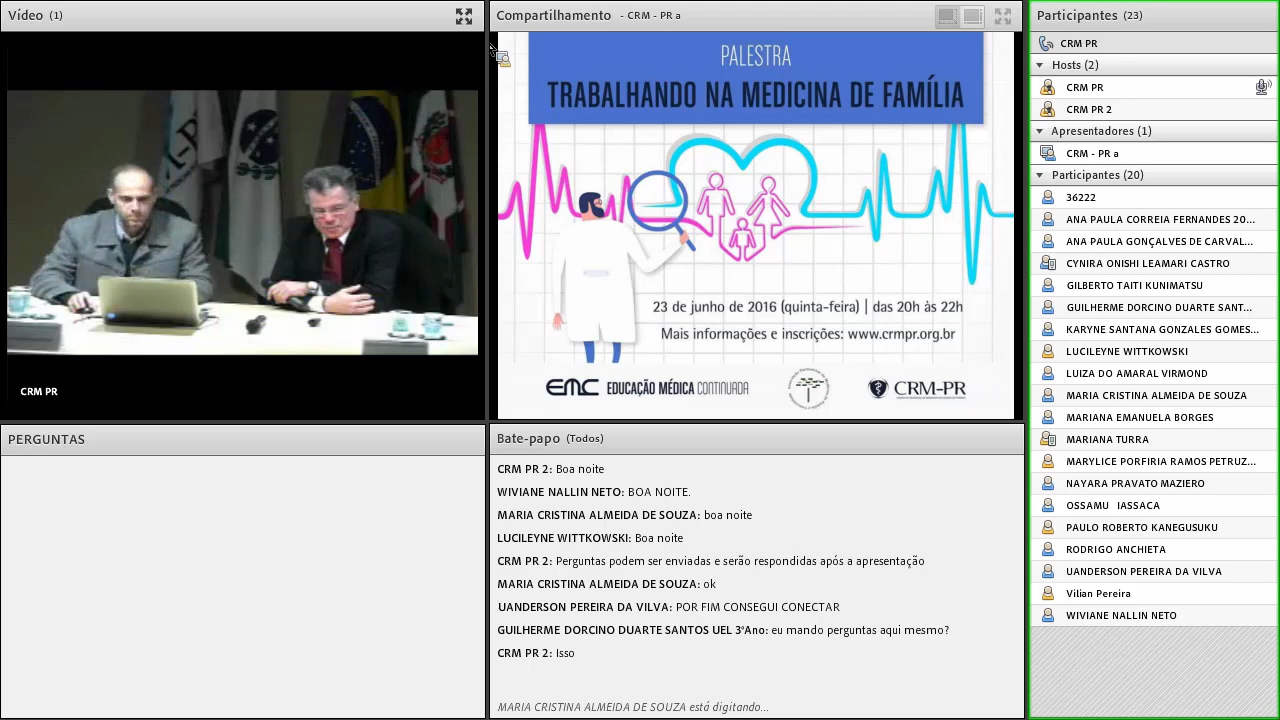 Vídeo (1)
CRM PR
Compartilhamento - CRM - PR a
PALESTRA
TRABALHANDO NA MEDICINA DE FAMÍLIA
23 de junho de 2016 (quinta-feira) | das 20h às 22h
Mais informações e inscrições: www.crmpr.org.br
EMC EDUCAÇÃO MÉDICA CONTINUADA
CRM-PR
PERGUNTAS
Bate-papo (Todos)
CRM PR 2: Boa noite
WIVIANE NALLIN NETO: BOA NOITE.
MARIA CRISTINA ALMEIDA DE SOUZA: boa noite
LUCILEYNE WITTKOWSKI: Boa noite
CRM PR 2: Perguntas podem ser enviadas e serão respondidas após a apresentação
MARIA CRISTINA ALMEIDA DE SOUZA: ok
UANDERSON PEREIRA DA VILVA: POR FIM CONSEGUI CONECTAR
GUILHERME DORCINO DUARTE SANTOS UEL 3ªAno: eu mando perguntas aqui mesmo?
CRM PR 2: Isso
MARIA CRISTINA ALMEIDA DE SOUZA está digitando...
Participantes (23)
CRM PR
Hosts (2)
CRM PR
CRM PR 2
Apresentadores (1)
CRM - PR a
Participantes (20)
36222
ANA PAULA CORREIA FERNANDES 20...
ANA PAULA GONÇALVES DE CARVAL...
CYNIRA ONISHI LEAMARI CASTRO
GILBERTO TAITI KUNIMATSU
GUILHERME DORCINO DUARTE SANT...
KARYNE SANTANA GONZALES GOMES...
LUCILEYNE WITTKOWSKI
LUIZA DO AMARAL VIRMOND
MARIA CRISTINA ALMEIDA DE SOUZA
MARIANA EMANUELA BORGES
MARIANA TURRA
MARYLICE PORFIRIA RAMOS PETRUZ...
NAYARA PRAVATO MAZIERO
OSSAMU IASSACA
PAULO ROBERTO KANEGUSUKU
RODRIGO ANCHIETA
UANDERSON PEREIRA DA VILVA
Vilian Pereira
WIVIANE NALLIN NETO